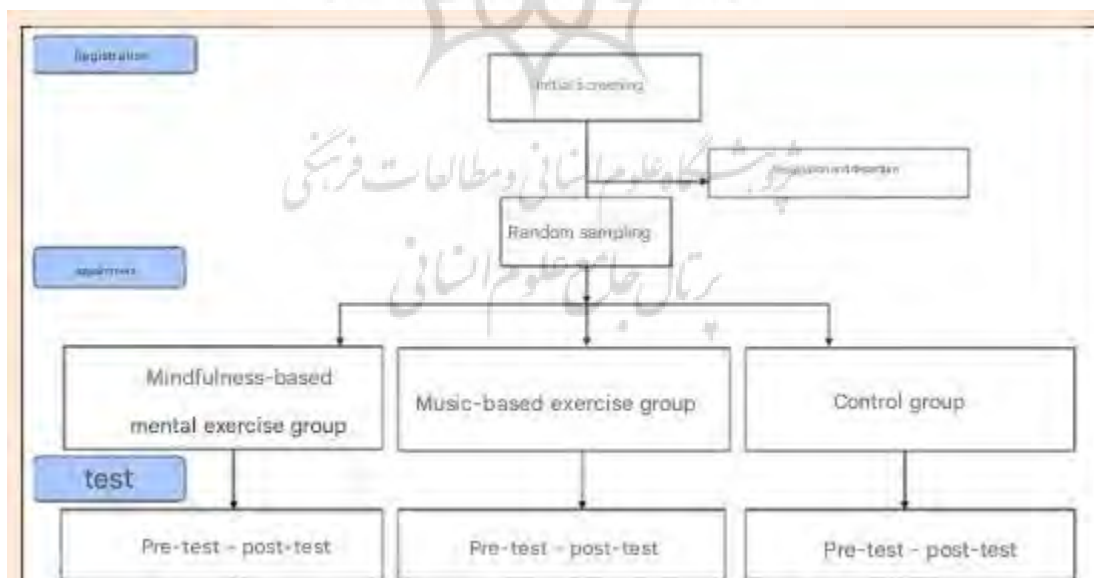 Registration
Initial Screening
Random sampling
پژوهشگاه علوم انسانی و مطالعات فرهنگی
پرتال جامع علوم انسانی
Mindfulness-based
mental exercise group
Music-based exercise group
Control group
test
Pre-test - post-test
Pre-test - post-test
Pre-test - post-test